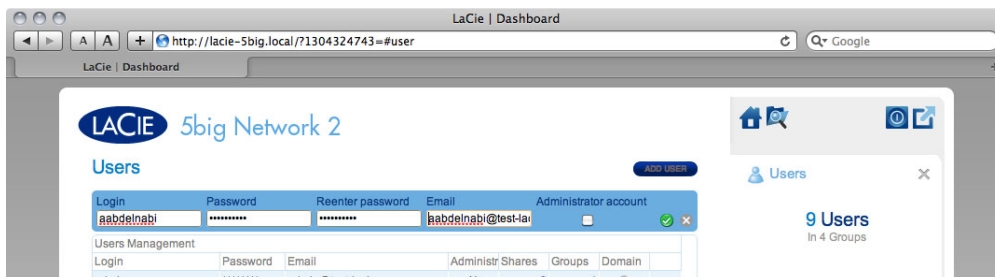 LaCie | Dashboard
A A + http://lacie-5big.local/?1304324743=#user Google
LaCie | Dashboard
LACIE 5big Network 2
Users ADD USER
Users
Login Password Reenter password Email Administrator account
aabdelnabi •••••••••• •••••••••• aabdelnabi@test-la
9 Users
In 4 Groups
Users Management
Login Password Email Administr Shares Groups Domain